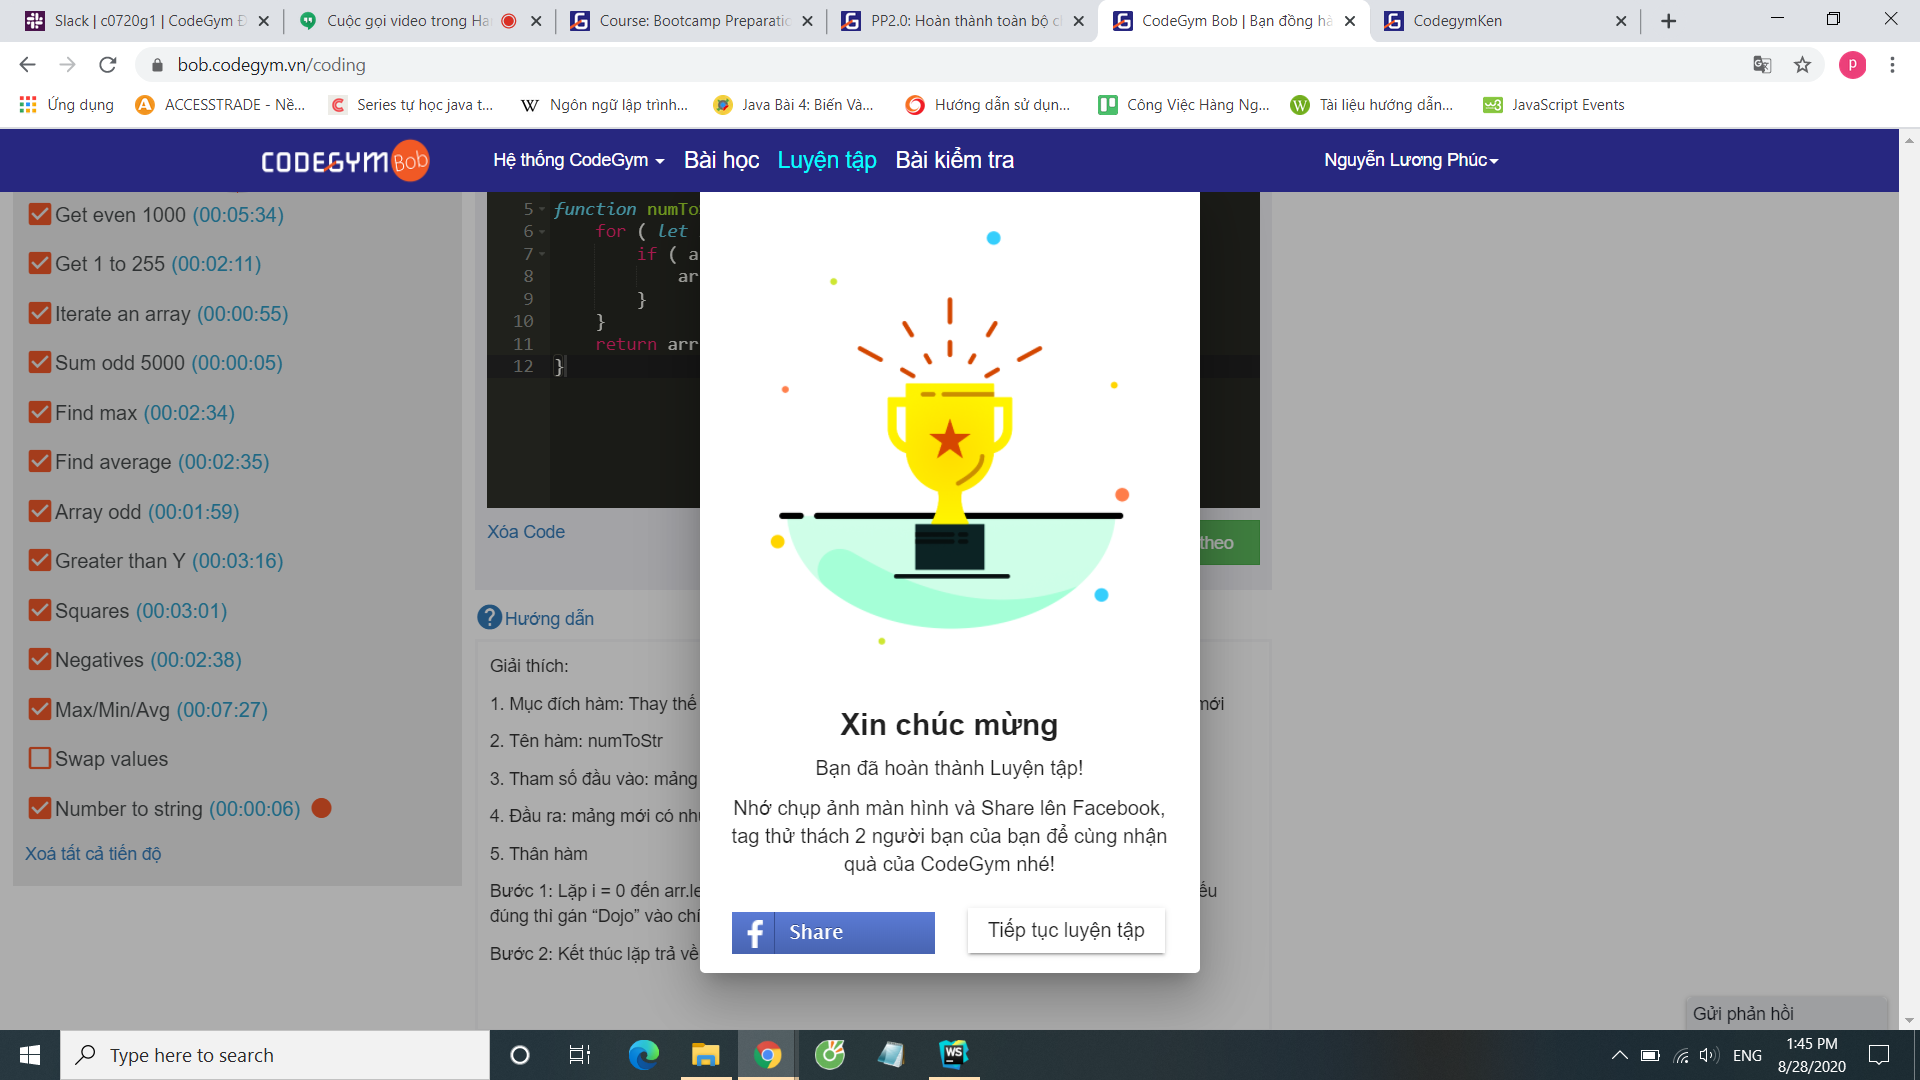 Slack | c0720g1 | CodeGym Đ
Cuộc gọi video trong Ha
Course: Bootcamp Preparatio
PP2.0: Hoàn thành toàn bộ c
CodeGym Bob | Bạn đồng hà
CodegymKen
bob.codegym.vn/coding
P
Ứng dụng
ACCESSTRADE - Nề...
Series tự học java t...
Ngôn ngữ lập trình...
Java Bài 4: Biến Và...
Hướng dẫn sử dụn...
Công Việc Hàng Ng...
Tài liệu hướng dẫn...
JavaScript Events
CODEGYM Bob
Hệ thống CodeGym
Bài học
Luyện tập
Bài kiểm tra
Nguyễn Lương Phúc
Get even 1000 (00:05:34)
Get 1 to 255 (00:02:11)
Iterate an array (00:00:55)
Sum odd 5000 (00:00:05)
Find max (00:02:34)
Find average (00:02:35)
Array odd (00:01:59)
Greater than Y (00:03:16)
Squares (00:03:01)
Negatives (00:02:38)
Max/Min/Avg (00:07:27)
Swap values
Number to string (00:00:06)
Xoá tất cả tiến độ
5 function numTo
6 for ( let
7 if ( a
8 ar
9 }
10 }
11 return arr
12 }
Xóa Code
theo
Hướng dẫn
Giải thích:
1. Mục đích hàm: Thay thế
mới
2. Tên hàm: numToStr
3. Tham số đầu vào: mảng
4. Đầu ra: mảng mới có nh
5. Thân hàm
Bước 1: Lặp i = 0 đến arr.le
ếu
đúng thì gán “Dojo” vào chí
Bước 2: Kết thúc lặp trả về
Xin chúc mừng
Bạn đã hoàn thành Luyện tập!
Nhớ chụp ảnh màn hình và Share lên Facebook,
tag thử thách 2 người bạn của bạn để cùng nhận
quà của CodeGym nhé!
Share
Tiếp tục luyện tập
Gửi phản hồi
Type here to search
WS
ENG
1:45 PM
8/28/2020